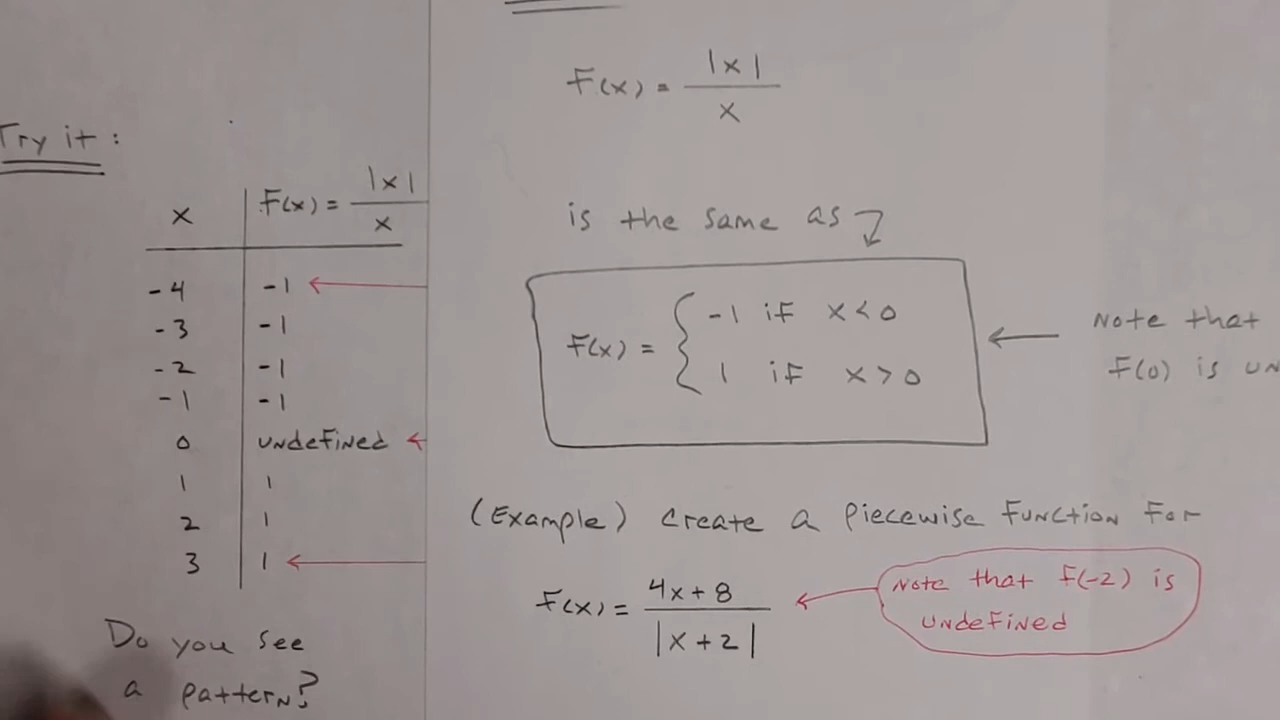 Try it:
x F(x) = |x| / x
-4 -1
-3 -1
-2 -1
-1 -1
0 undefined
1 1
2 1
3 1
Do you see
a pattern?
F(x) = |x| / x
is the same as
F(x) = { -1 if x < 0
1 if x > 0
Note that
F(0) is
(Example) Create a piecewise function for
F(x) = 4x+8 / |x+2|
Note that F(-2) is
undefined